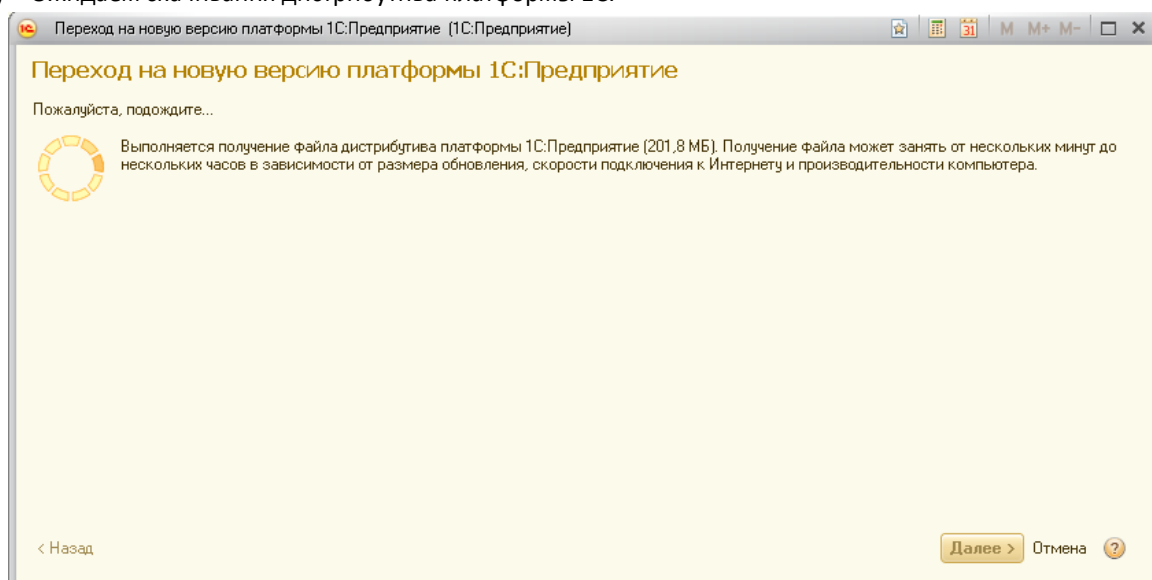 Переход на новую версию платформы 1С:Предприятие (1С:Предприятие)
31 M M+ M-
Переход на новую версию платформы 1С:Предприятие
Пожалуйста, подождите...
Выполняется получение файла дистрибутива платформы 1С:Предприятие (201,8 МБ). Получение файла может занять от нескольких минут до
нескольких часов в зависимости от размера обновления, скорости подключения к Интернету и производительности компьютера.
< Назад
Далее > Отмена ?